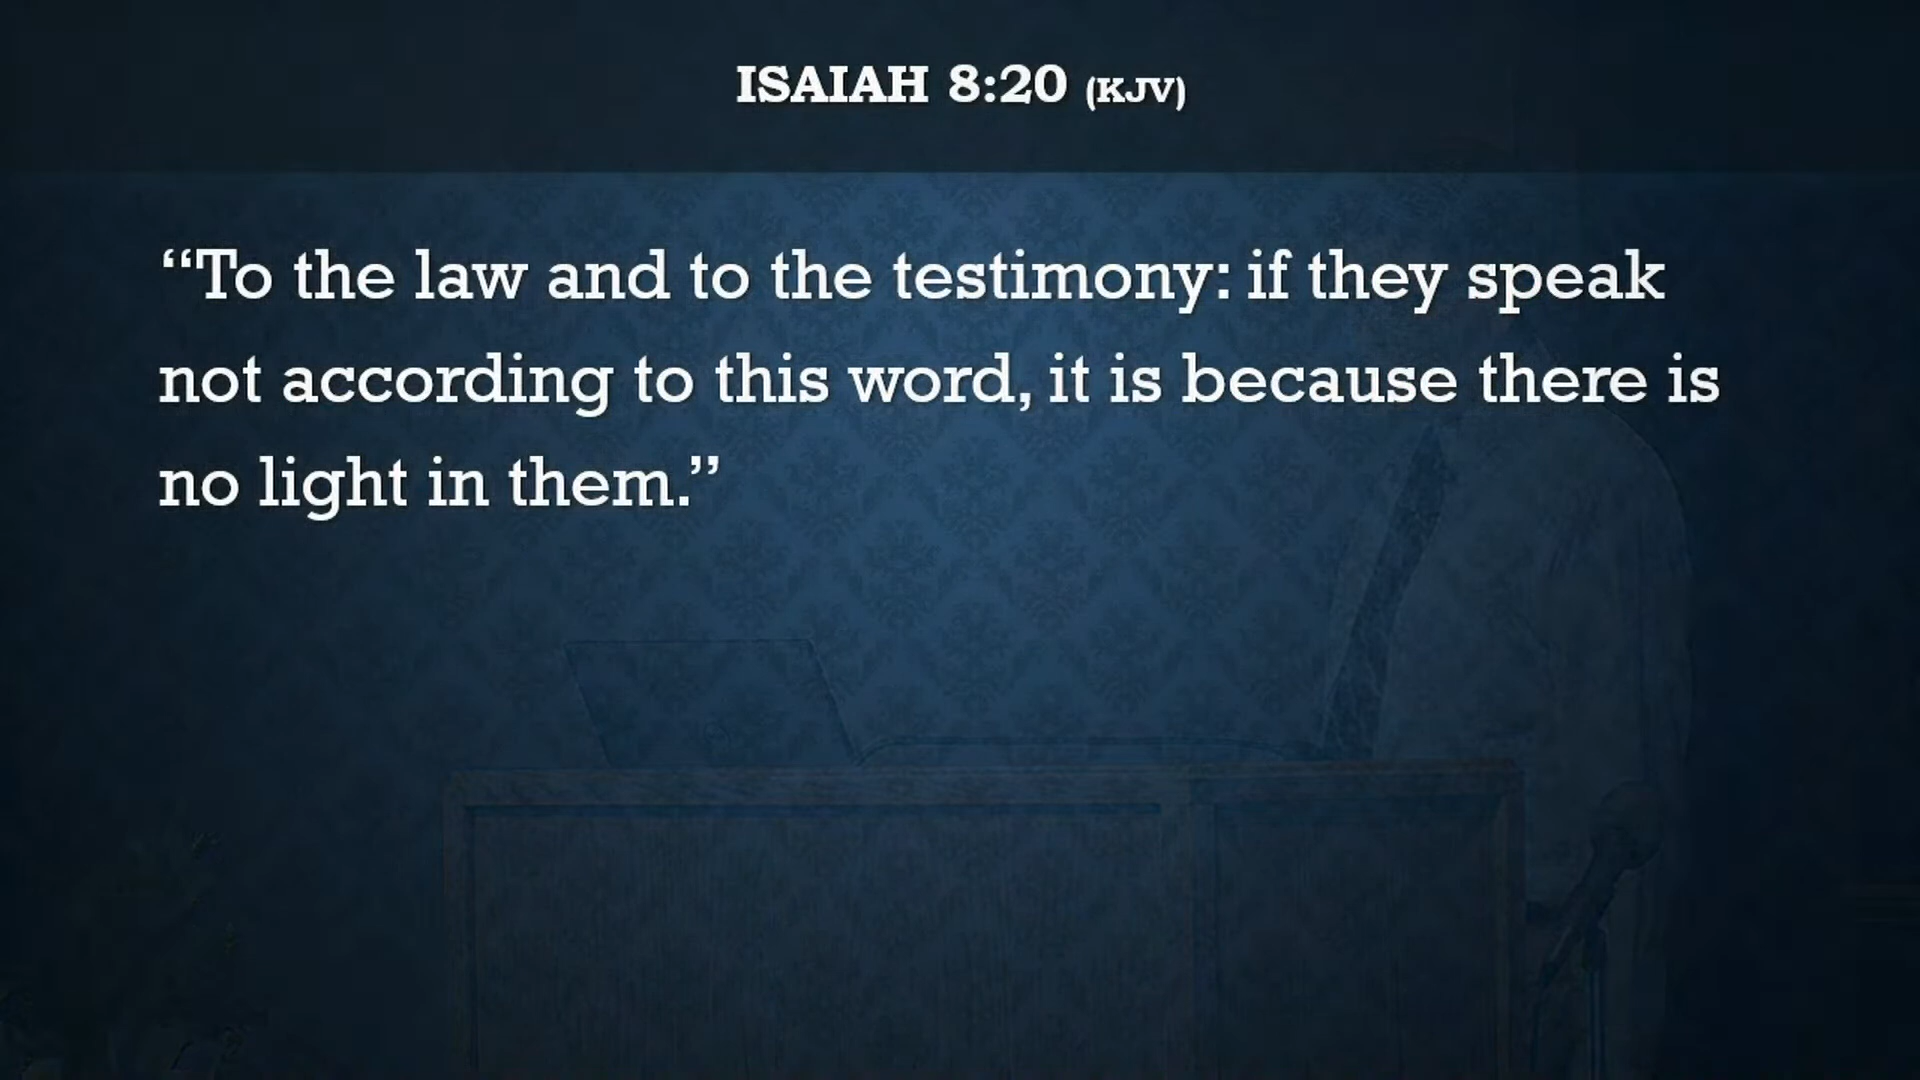 ISAIAH 8:20 (KJV)
“To the law and to the testimony: if they speak
not according to this word, it is because there is
no light in them.”